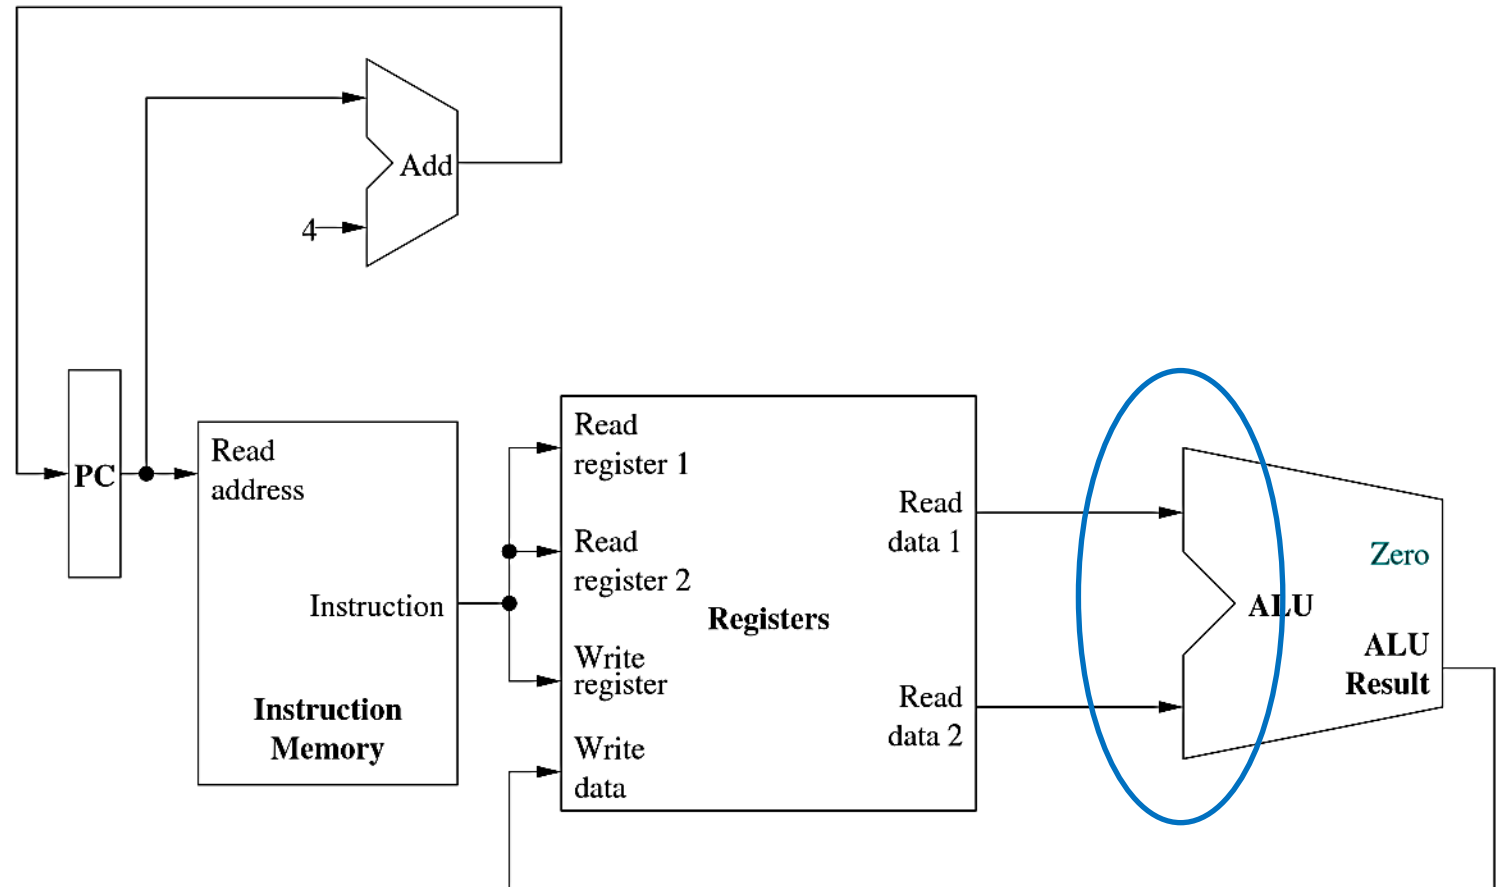 Add
4
PC
Read
address
Instruction
Instruction
Memory
Read
register 1
Read
register 2
Write
register
Write
data
Registers
Read
data 1
Read
data 2
ALU
Zero
ALU
Result